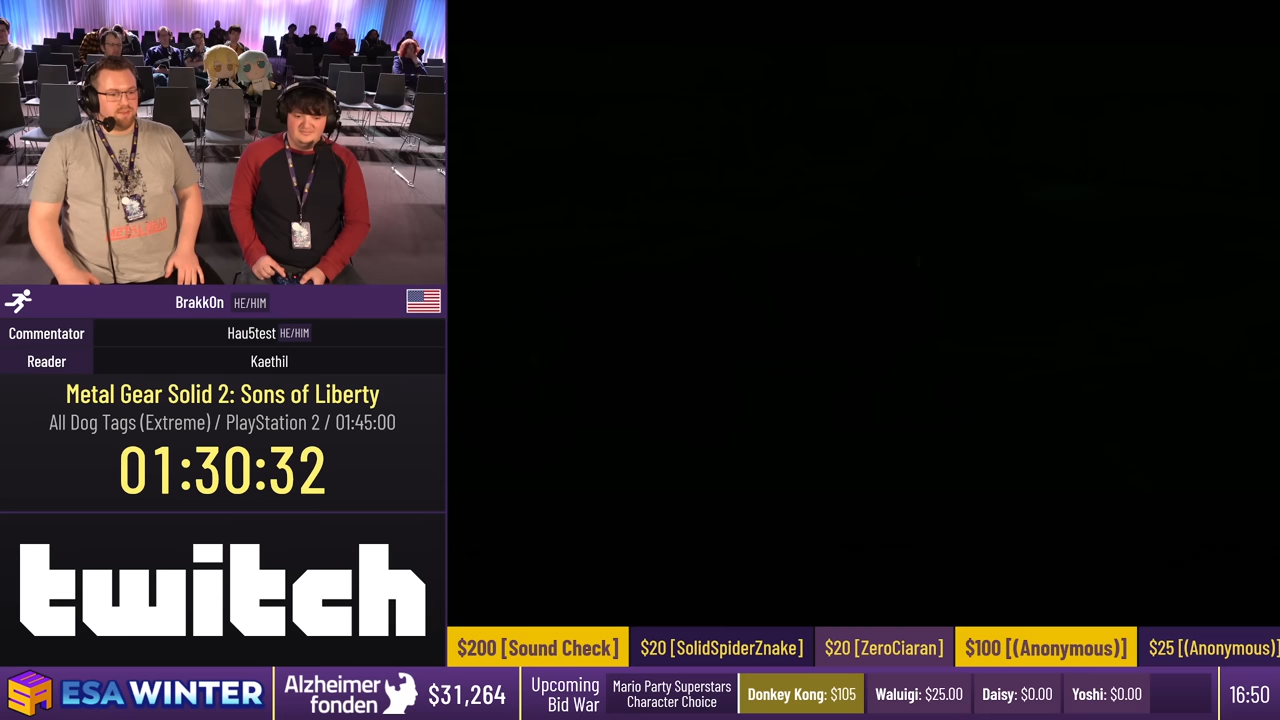 BrakkOn HE/HIM
Commentator
Hau5test HE/HIM
Reader
Kaethil
Metal Gear Solid 2: Sons of Liberty
All Dog Tags (Extreme) / PlayStation 2 / 01:45:00
01:30:32
twitch
$200 [Sound Check]
$20 [SolidSpiderZnake]
$20 [ZeroCiaran]
$100 [(Anonymous)]
$25 [(Anonymous)]
ESA WINTER
Alzheimer
fonden
$31,264
Upcoming
Bid War
Mario Party Superstars
Character Choice
Donkey Kong: $105
Waluigi: $25.00
Daisy: $0.00
Yoshi: $0.00
16:50